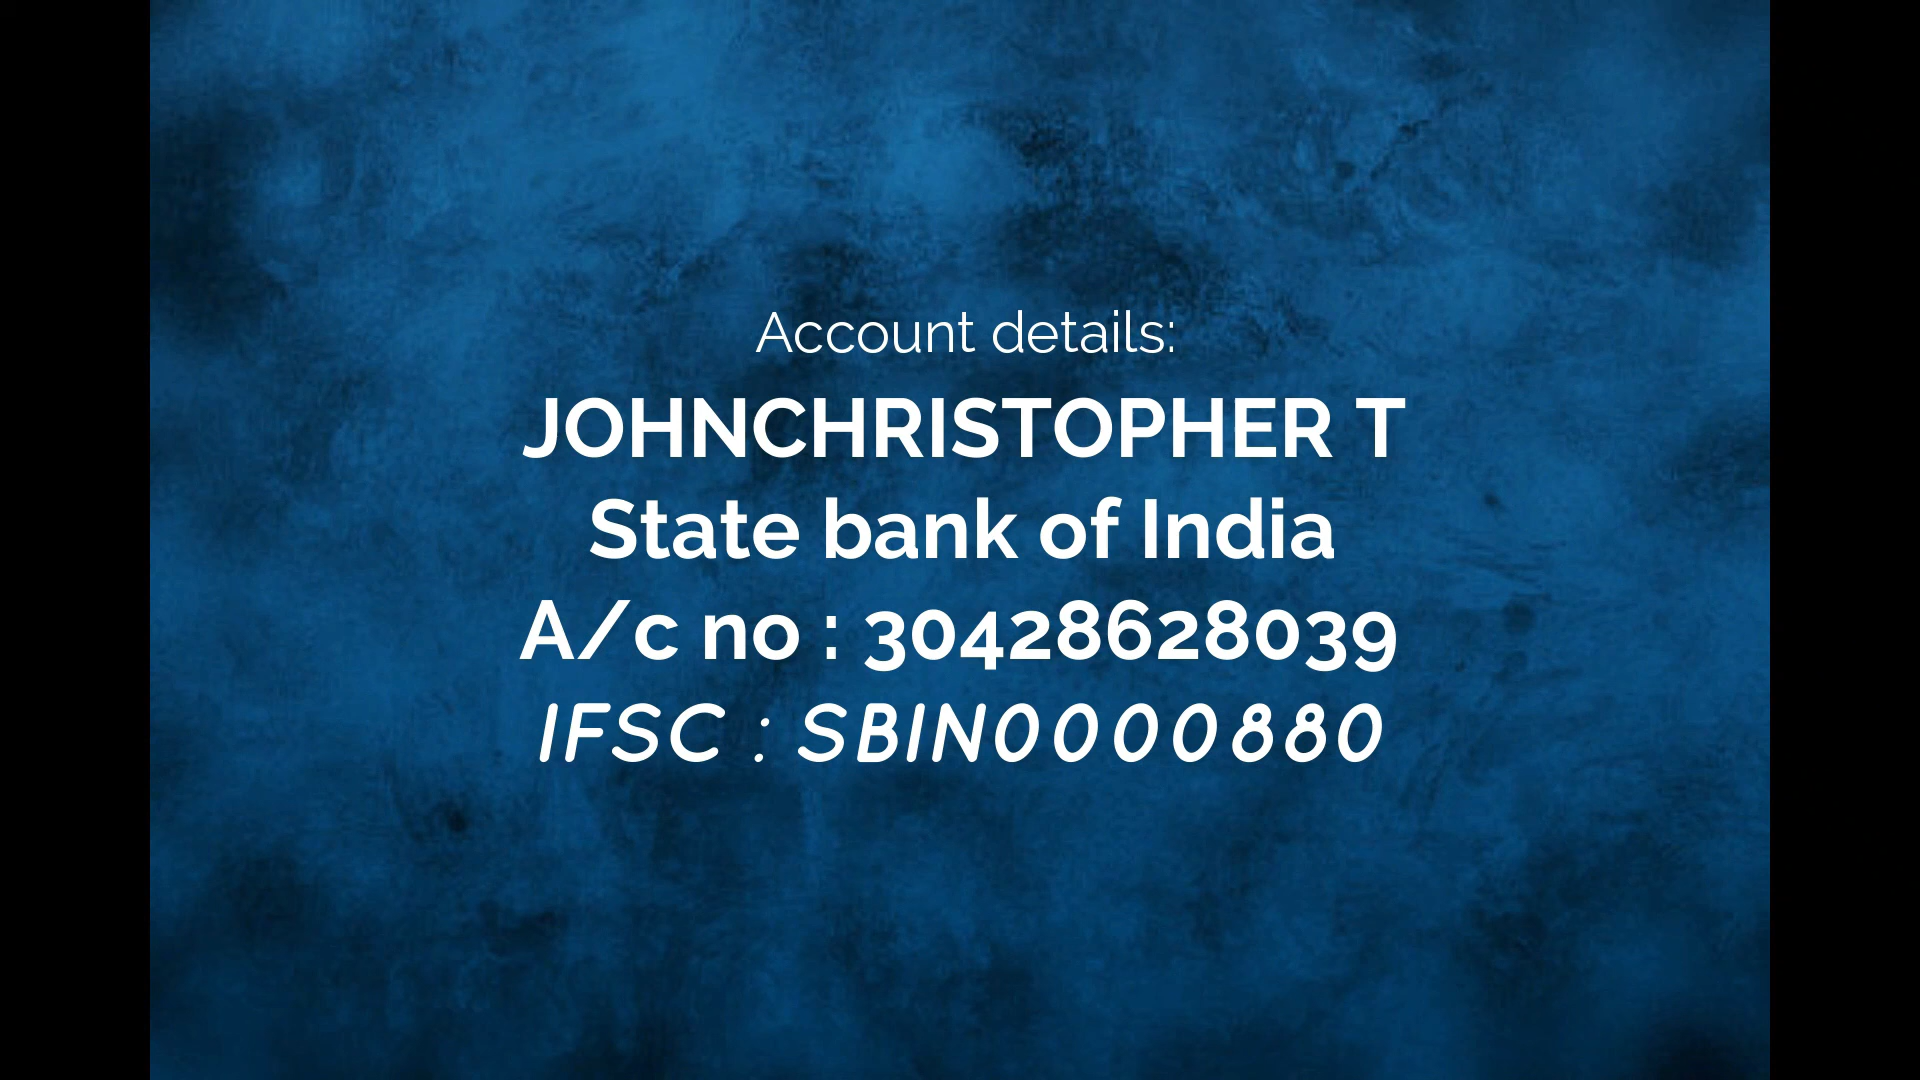 Account details:
JOHNCHRISTOPHER T
State bank of India
A/c no : 30428628039
IFSC : SBIN0000880